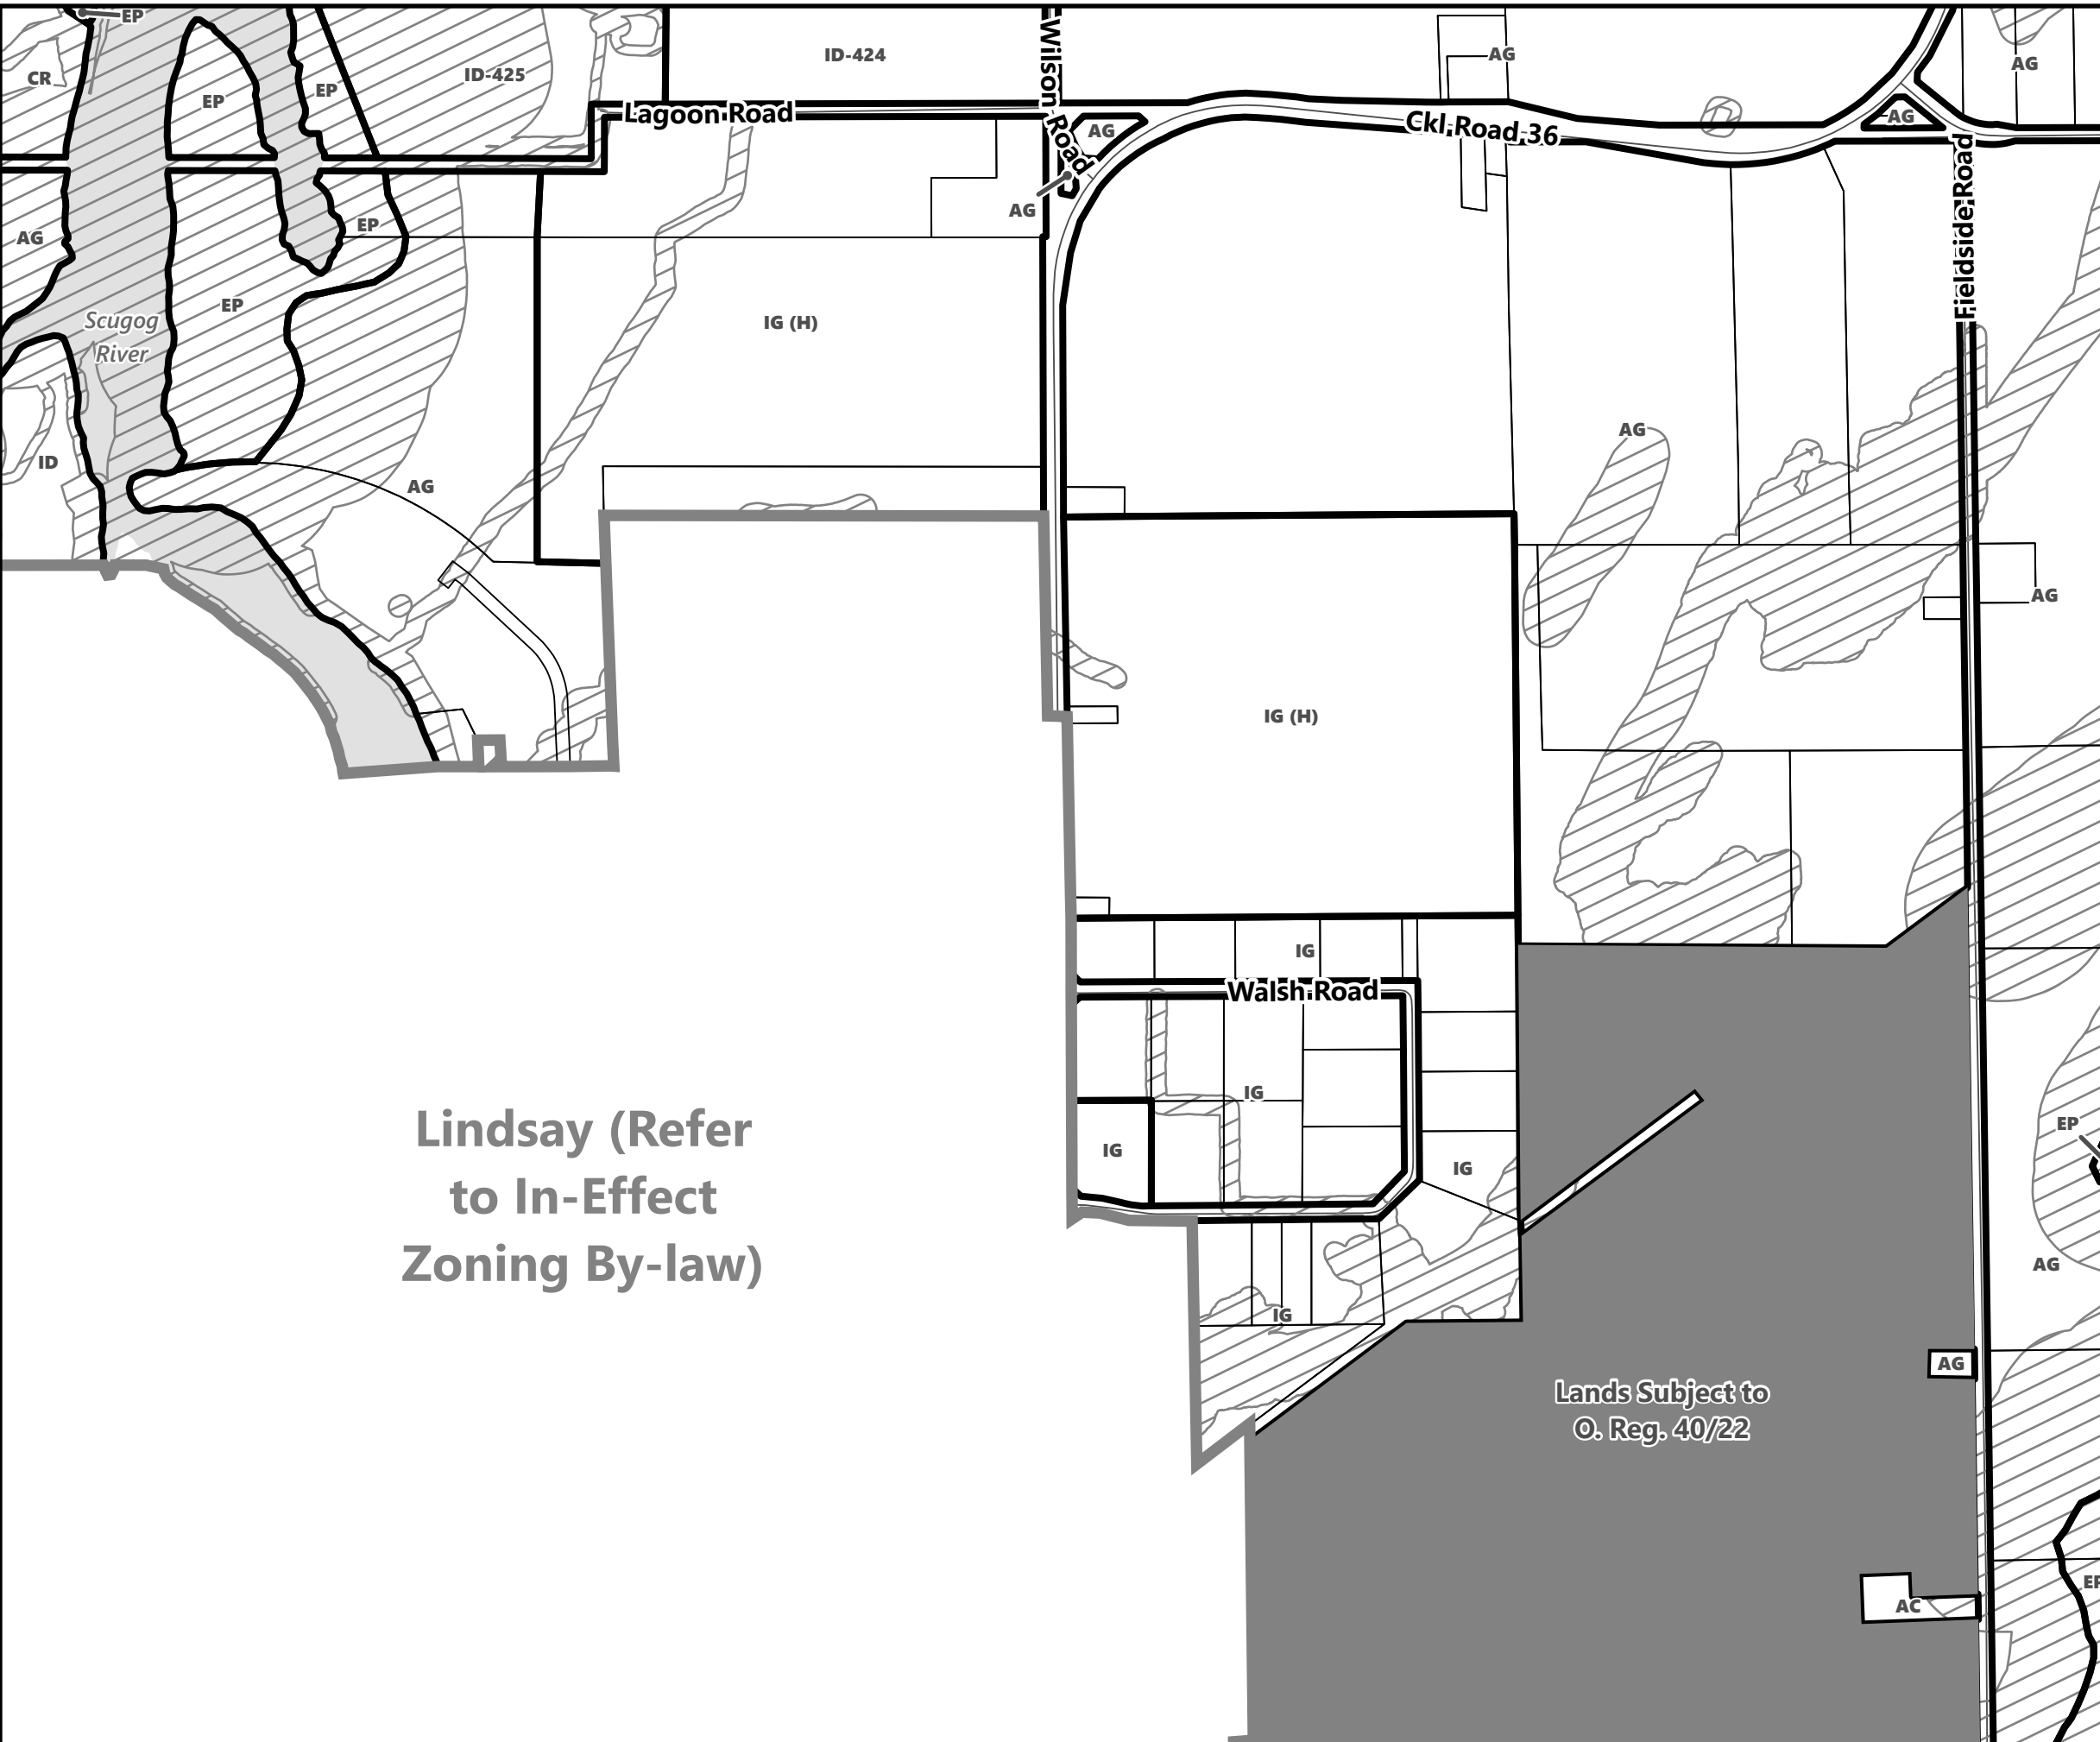 EP
Wilson Road
ID-424
AG
AG
CR
ID-425
EP
EP
Lagoon Road
AG
Ckl Road 36
AG
Fieldside Road
AG
EP
AG
EP
Scugog
River
IG (H)
AG
ID
AG
AG
IG (H)
IG
Walsh Road
IG
IG
IG
EP
Lindsay (Refer
to In-Effect
Zoning By-law)
AG
IG
AG
Lands Subject to
O. Reg. 40/22
EP
AC